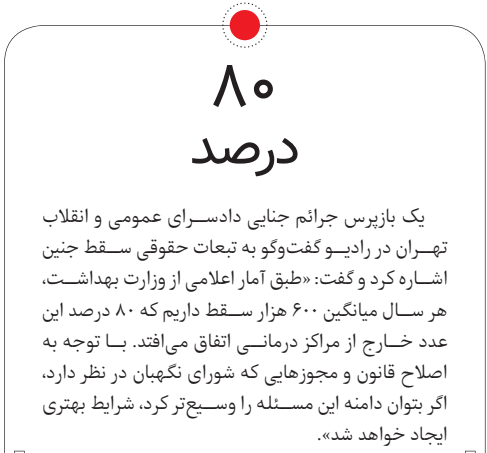 ۸۰
درصد
یک بازپرس جرائم جنایی دادسرای عمومی و انقلاب
تهران در رادیو گفت‌وگو به تبعات حقوقی سقط جنین
اشاره کرد و گفت: «طبق آمار اعلامی از وزارت بهداشت،
هر سال میانگین ۶۰۰ هزار سقط داریم که ۸۰ درصد این
عدد خارج از مراکز درمانی اتفاق می‌افتد. با توجه به
اصلاح قانون و مجوزهایی که شورای نگهبان در نظر دارد،
اگر بتوان دامنه این مسئله را وسیع‌تر کرد، شرایط بهتری
ایجاد خواهد شد».